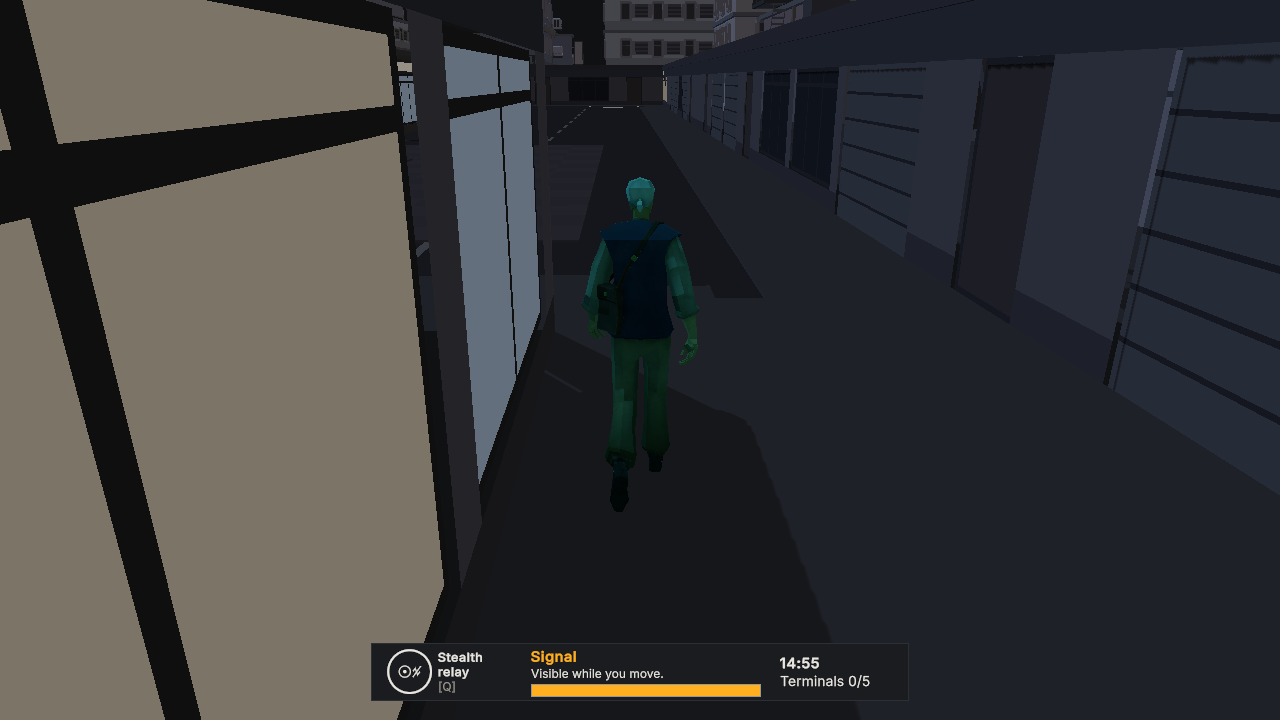 Stealth
relay
[Q]
Signal
Visible while you move.
14:55
Terminals 0/5